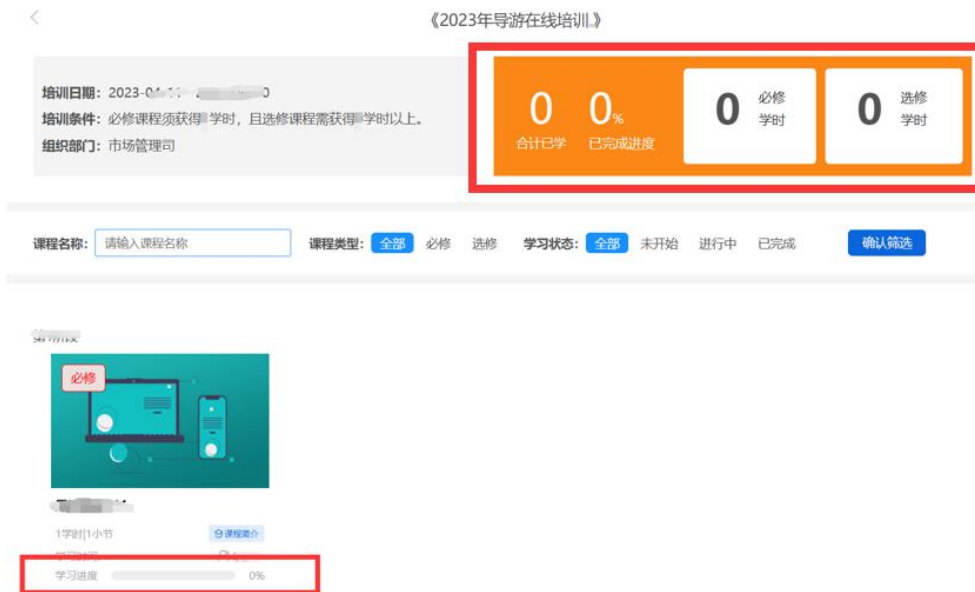 《2023年导游在线培训》
培训日期：2023-0
培训条件：必修课程须获得 学时，且选修课程需获得 学时以上。
组织部门：市场管理司
0 合计已学
0% 已完成进度
0 必修学时
0 选修学时
课程名称： 请输入课程名称 课程类型： 全部 必修 选修 学习状态： 全部 未开始 进行中 已完成 确认筛选
必修
1学时|1小节 课程简介
学习时间
学习进度 0%